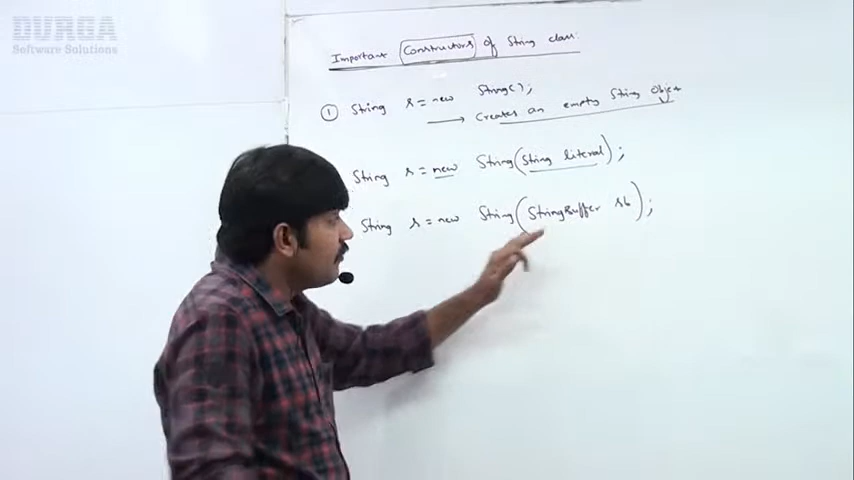 DURGA
Software Solutions
Important Constructors of String class:
① String s = new String();
→ Creates an empty String Object
String s = new String(String literal);
String s = new String(StringBuffer sb);